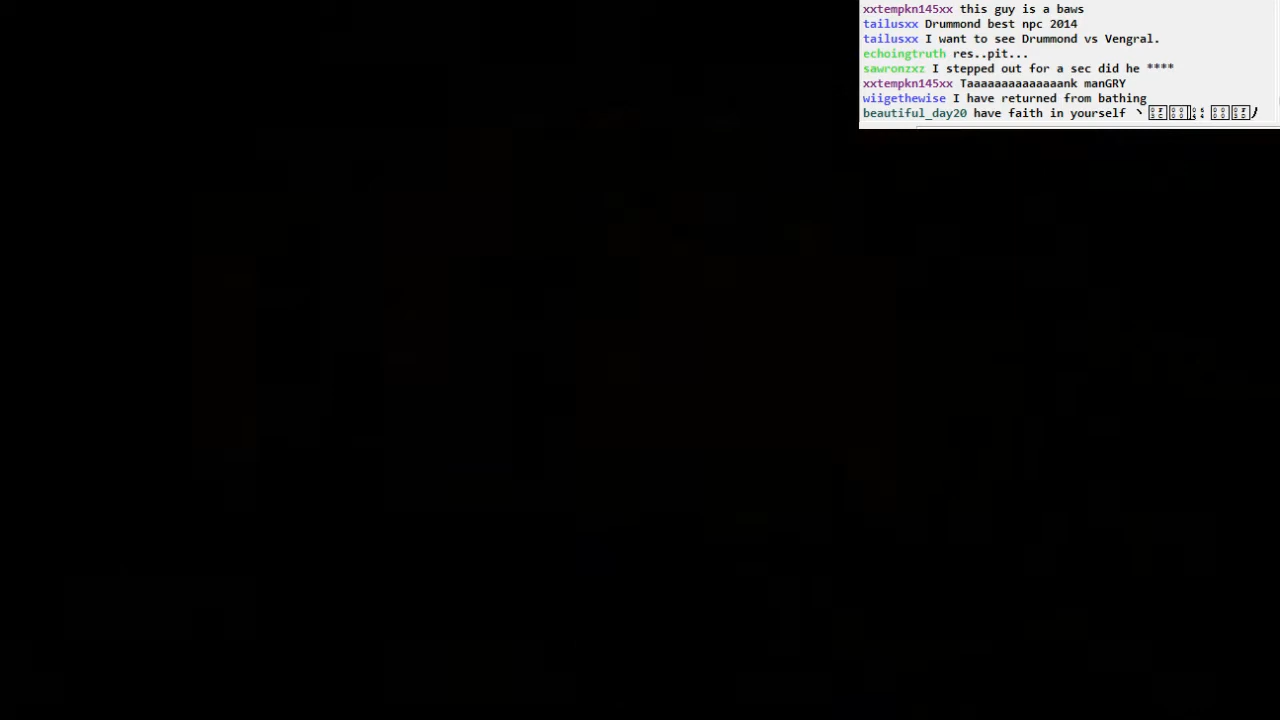 xxtempkn145xx this guy is a baws
tailusxx Drummond best npc 2014
tailusxx I want to see Drummond vs Vengral.
echoingtruth res..pit...
sawronzxz I stepped out for a sec did he ****
xxtempkn145xx Taaaaaaaaaaaaaank manGRY
wiigethewise I have returned from bathing
beautiful_day20 have faith in yourself